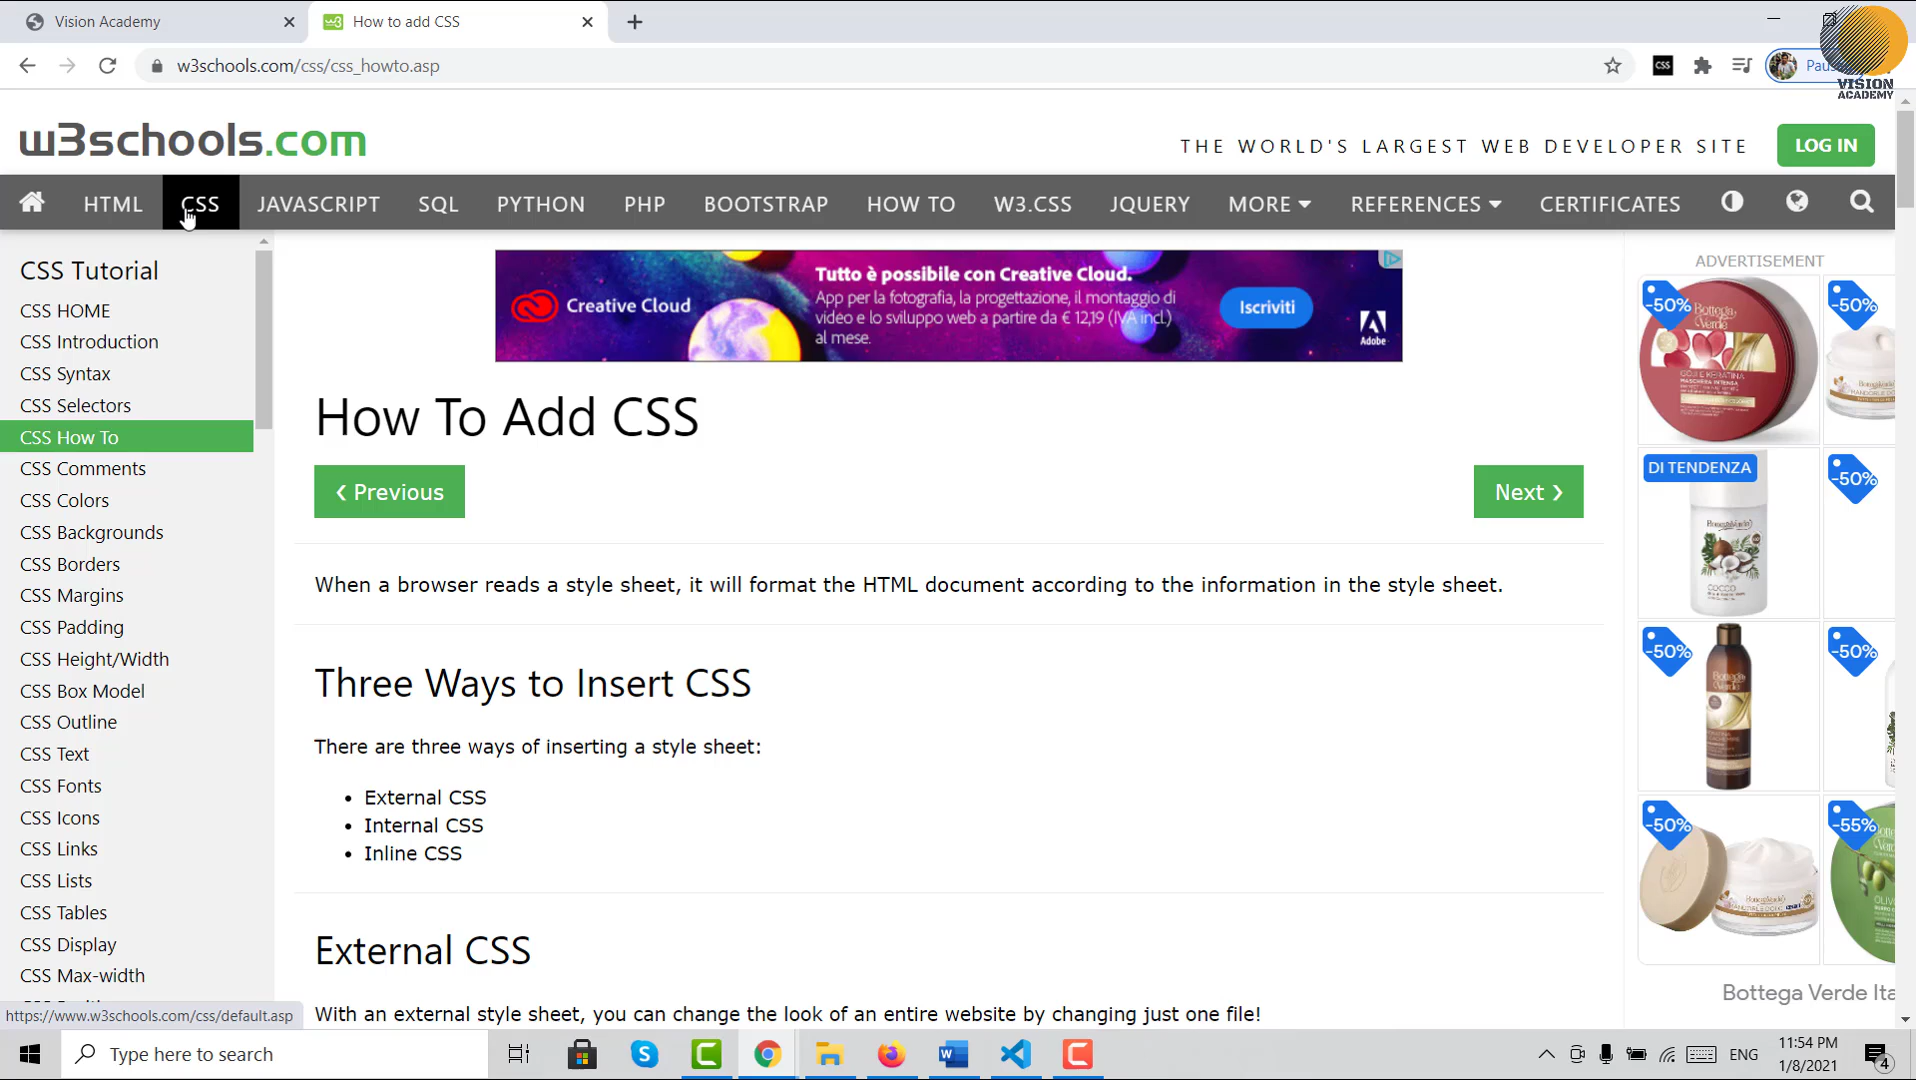 Vision Academy
How to add CSS
w3schools.com/css/css_howto.asp
CSS
VISION
ACADEMY
w3schools.com
THE WORLD'S LARGEST WEB DEVELOPER SITE
LOG IN
HTML CSS JAVASCRIPT SQL PYTHON PHP BOOTSTRAP HOW TO W3.CSS JQUERY MORE REFERENCES CERTIFICATES
CSS Tutorial
CSS HOME
CSS Introduction
CSS Syntax
CSS Selectors
CSS How To
CSS Comments
CSS Colors
CSS Backgrounds
CSS Borders
CSS Margins
CSS Padding
CSS Height/Width
CSS Box Model
CSS Outline
CSS Text
CSS Fonts
CSS Icons
CSS Links
CSS Lists
CSS Tables
CSS Display
CSS Max-width
https://www.w3schools.com/css/default.asp
Creative Cloud
Tutto è possibile con Creative Cloud.
App per la fotografia, la progettazione, il montaggio di
video e lo sviluppo web a partire da € 12,19 (IVA incl.)
al mese.
Iscriviti
Adobe
How To Add CSS
❮ Previous
Next ❯
When a browser reads a style sheet, it will format the HTML document according to the information in the style sheet.
Three Ways to Insert CSS
There are three ways of inserting a style sheet:
• External CSS
• Internal CSS
• Inline CSS
External CSS
With an external style sheet, you can change the look of an entire website by changing just one file!
ADVERTISEMENT
-50%
-50%
Bottega
Verde
DI TENDENZA
-50%
COCCO
-50%
-50%
-50%
-55%
Bottega Verde Ita
Type here to search
ENG
11:54 PM
1/8/2021
4